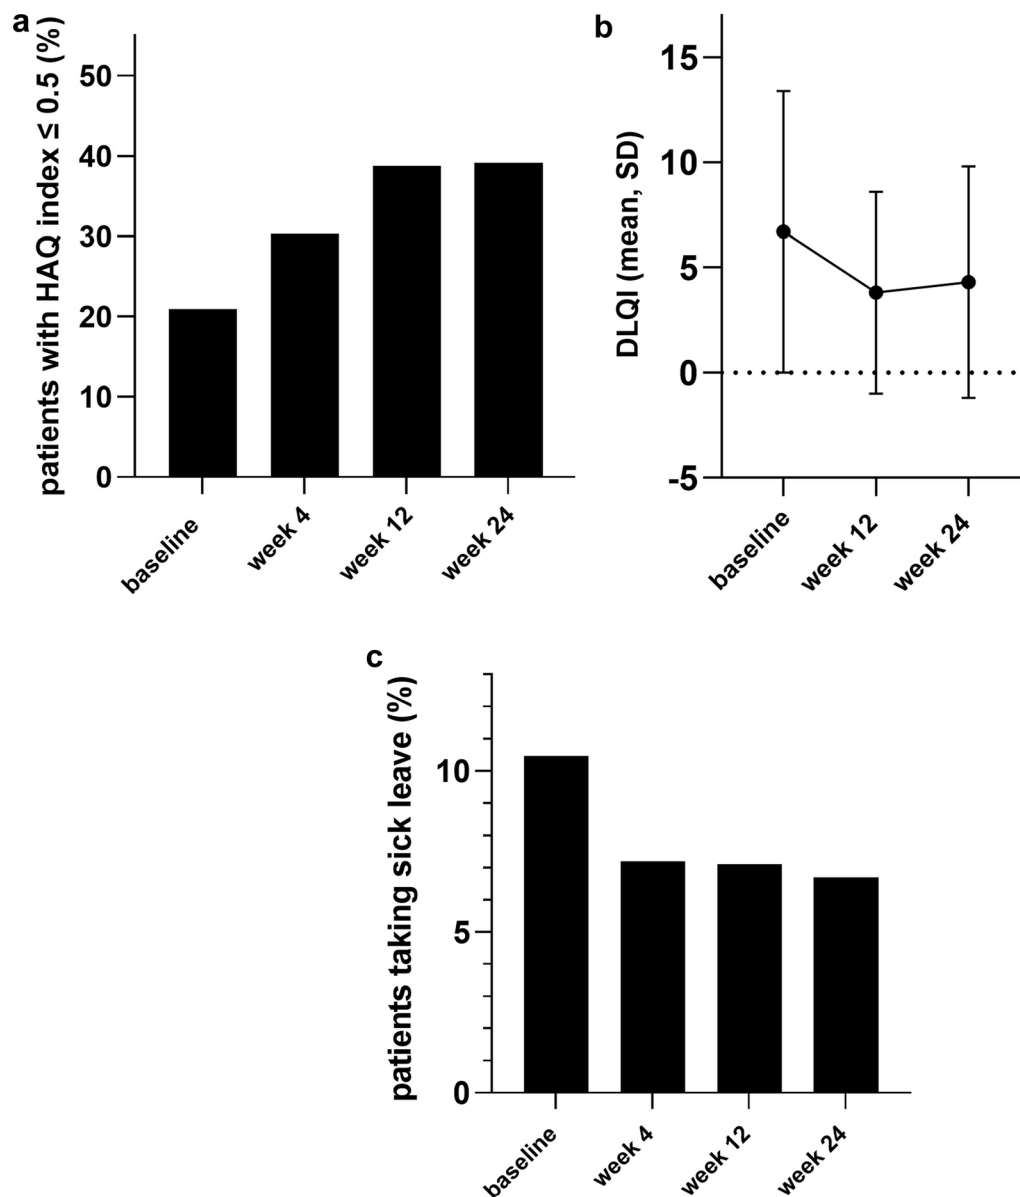 a
patients with HAQ index ≤ 0.5 (%)
50
40
30
20
10
0
baseline
week 4
week 12
week 24
b
DLQI (mean, SD)
15
10
5
0
-5
baseline
week 12
week 24
c
patients taking sick leave (%)
10
5
0
baseline
week 4
week 12
week 24